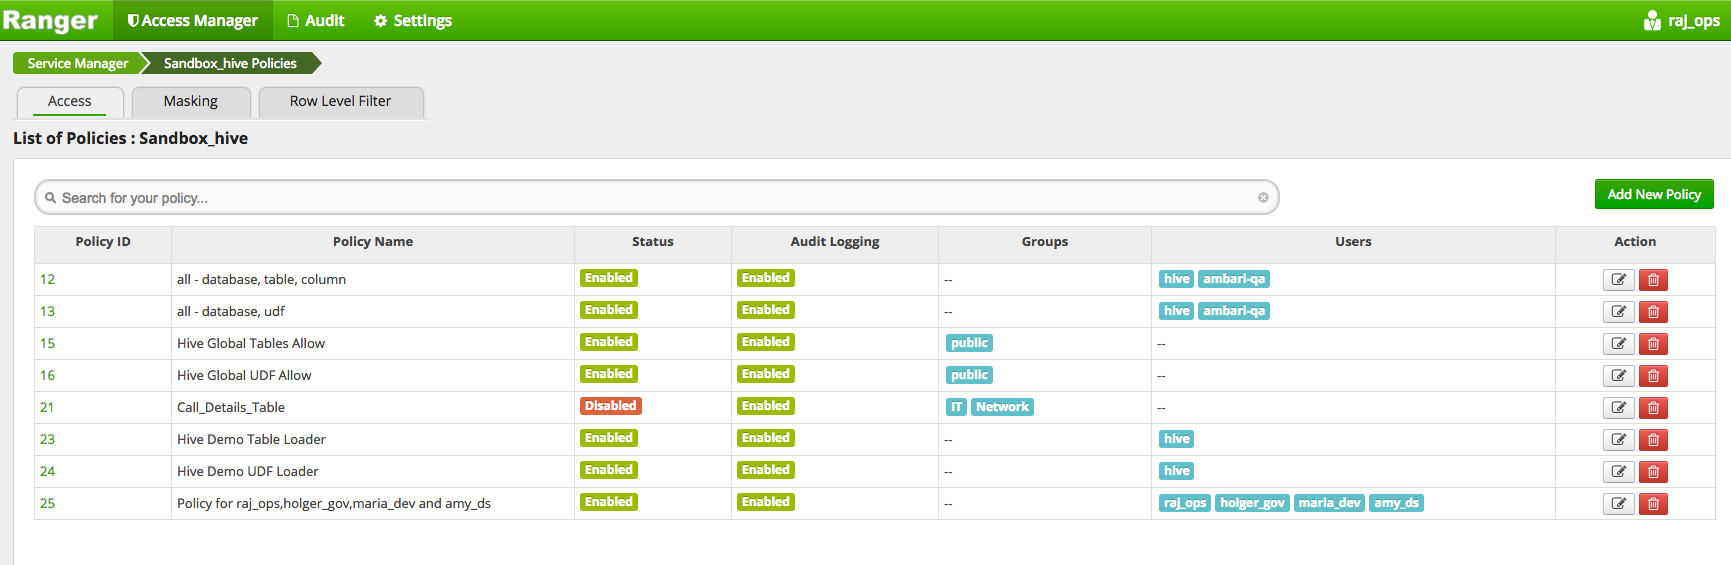 Ranger Access Manager Audit Settings raj_ops
Service Manager Sandbox_hive Policies
Access Masking Row Level Filter
List of Policies : Sandbox_hive
Search for your policy... Add New Policy
Policy ID Policy Name Status Audit Logging Groups Users Action
12 all - database, table, column Enabled Enabled -- hive ambari-qa
13 all - database, udf Enabled Enabled -- hive ambari-qa
15 Hive Global Tables Allow Enabled Enabled public --
16 Hive Global UDF Allow Enabled Enabled public --
21 Call_Details_Table Disabled Enabled IT Network --
23 Hive Demo Table Loader Enabled Enabled -- hive
24 Hive Demo UDF Loader Enabled Enabled -- hive
25 Policy for raj_ops,holger_gov,maria_dev and amy_ds Enabled Enabled -- raj_ops holger_gov maria_dev amy_ds